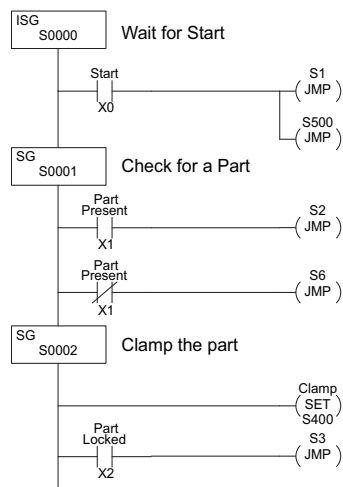 ISG
S0000
Wait for Start
Start
X0
S1
JMP
S500
JMP
SG
S0001
Check for a Part
Part
Present
X1
S2
JMP
Part
Present
X1
S6
JMP
SG
S0002
Clamp the part
Clamp
SET
S400
Part
Locked
X2
S3
JMP